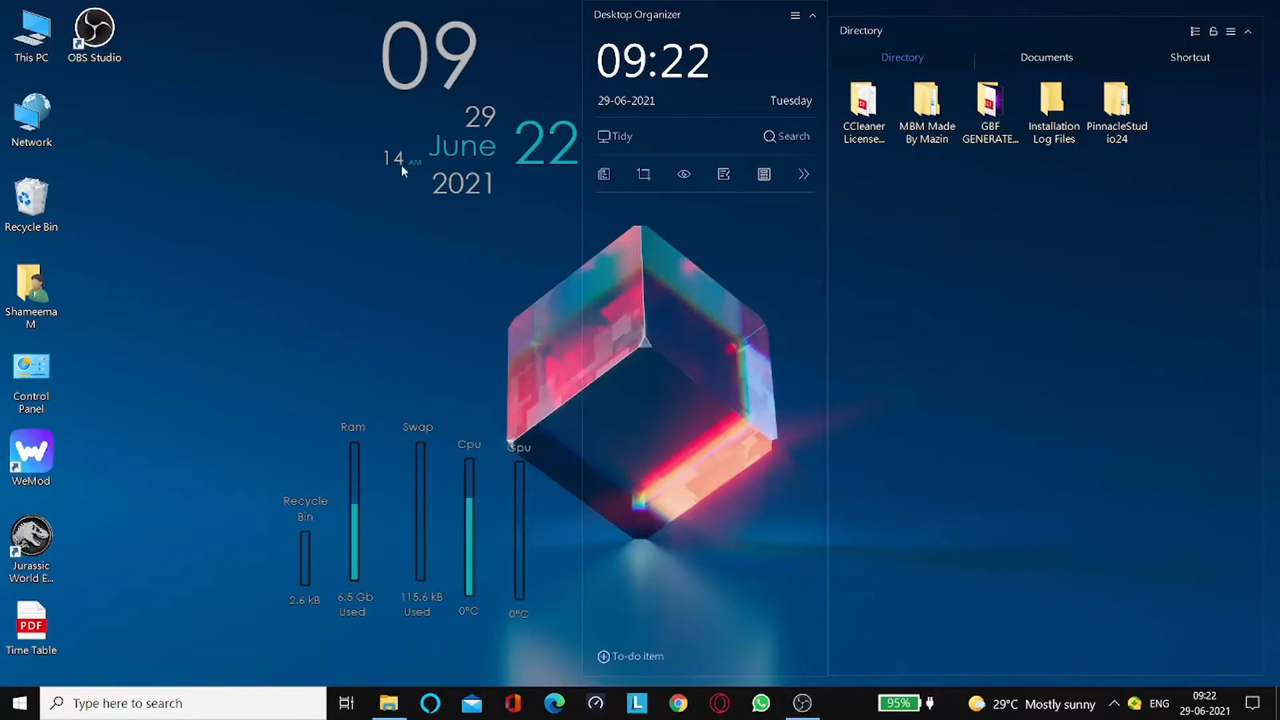 This PC
OBS Studio
Network
Recycle Bin
Shameema
M
Control
Panel
WeMod
Jurassic
World E...
PDF
Time Table
09
29
June
2021
22
14 AM
Ram
Swap
Cpu
Gpu
Recycle
Bin
2.6 kB
6.5 Gb
Used
115.6 kB
Used
0°C
0°C
Desktop Organizer
09:22
29-06-2021
Tuesday
Tidy
Search
To-do item
Directory
Directory
Documents
Shortcut
CCleaner
License...
MBM Made
By Mazin
GBF
GENERATE...
Installation
Log Files
PinnacleStud
io24
Type here to search
L
95%
29°C Mostly sunny
ENG
09:22
29-06-2021